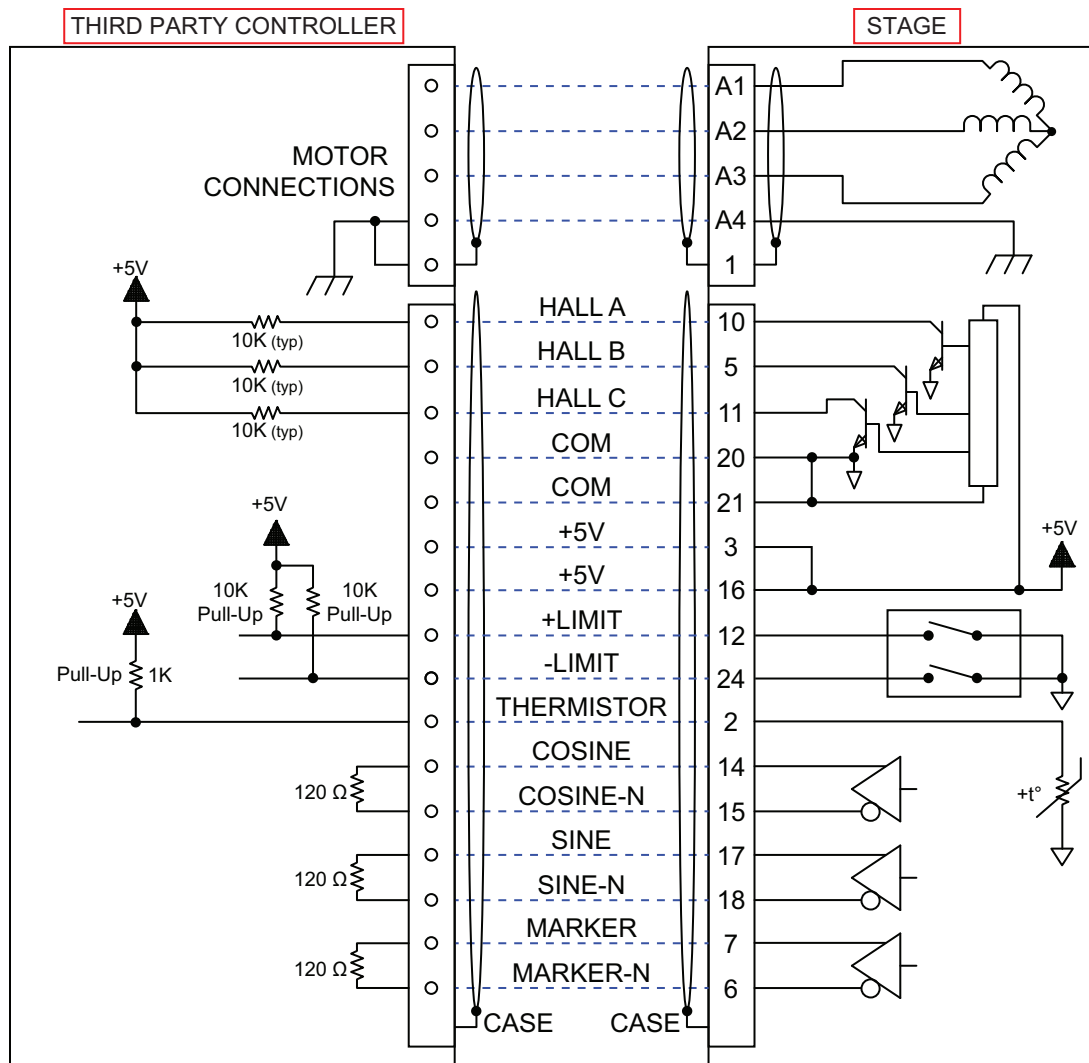 THIRD PARTY CONTROLLER
STAGE
MOTOR
CONNECTIONS
A1
A2
A3
A4
1
+5V
10K (typ)
10K (typ)
10K (typ)
HALL A
10
HALL B
5
HALL C
11
COM
20
COM
21
+5V
3
+5V
16
+5V
+5V
10K
Pull-Up
10K
Pull-Up
+LIMIT
12
-LIMIT
24
+5V
Pull-Up
1K
THERMISTOR
2
+t°
COSINE
14
120 Ω
COSINE-N
15
SINE
17
120 Ω
SINE-N
18
MARKER
7
120 Ω
MARKER-N
6
CASE
CASE